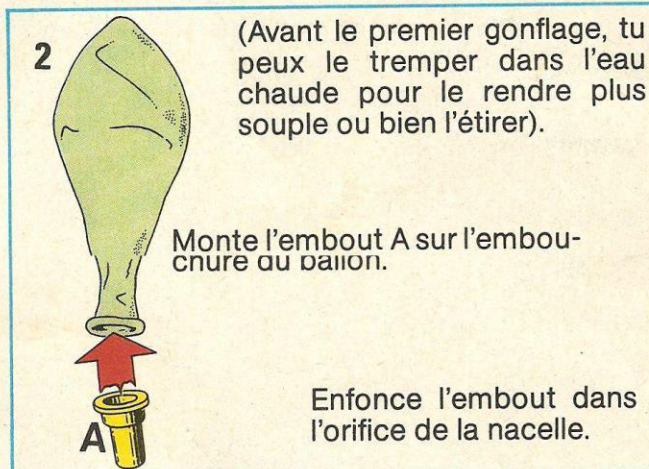 2
(Avant le premier gonflage, tu
peux le tremper dans l'eau
chaude pour le rendre plus
souple ou bien l'étirer).
Monte l'embout A sur l'embou-
chure du ballon.
A
Enfonce l'embout dans
l'orifice de la nacelle.